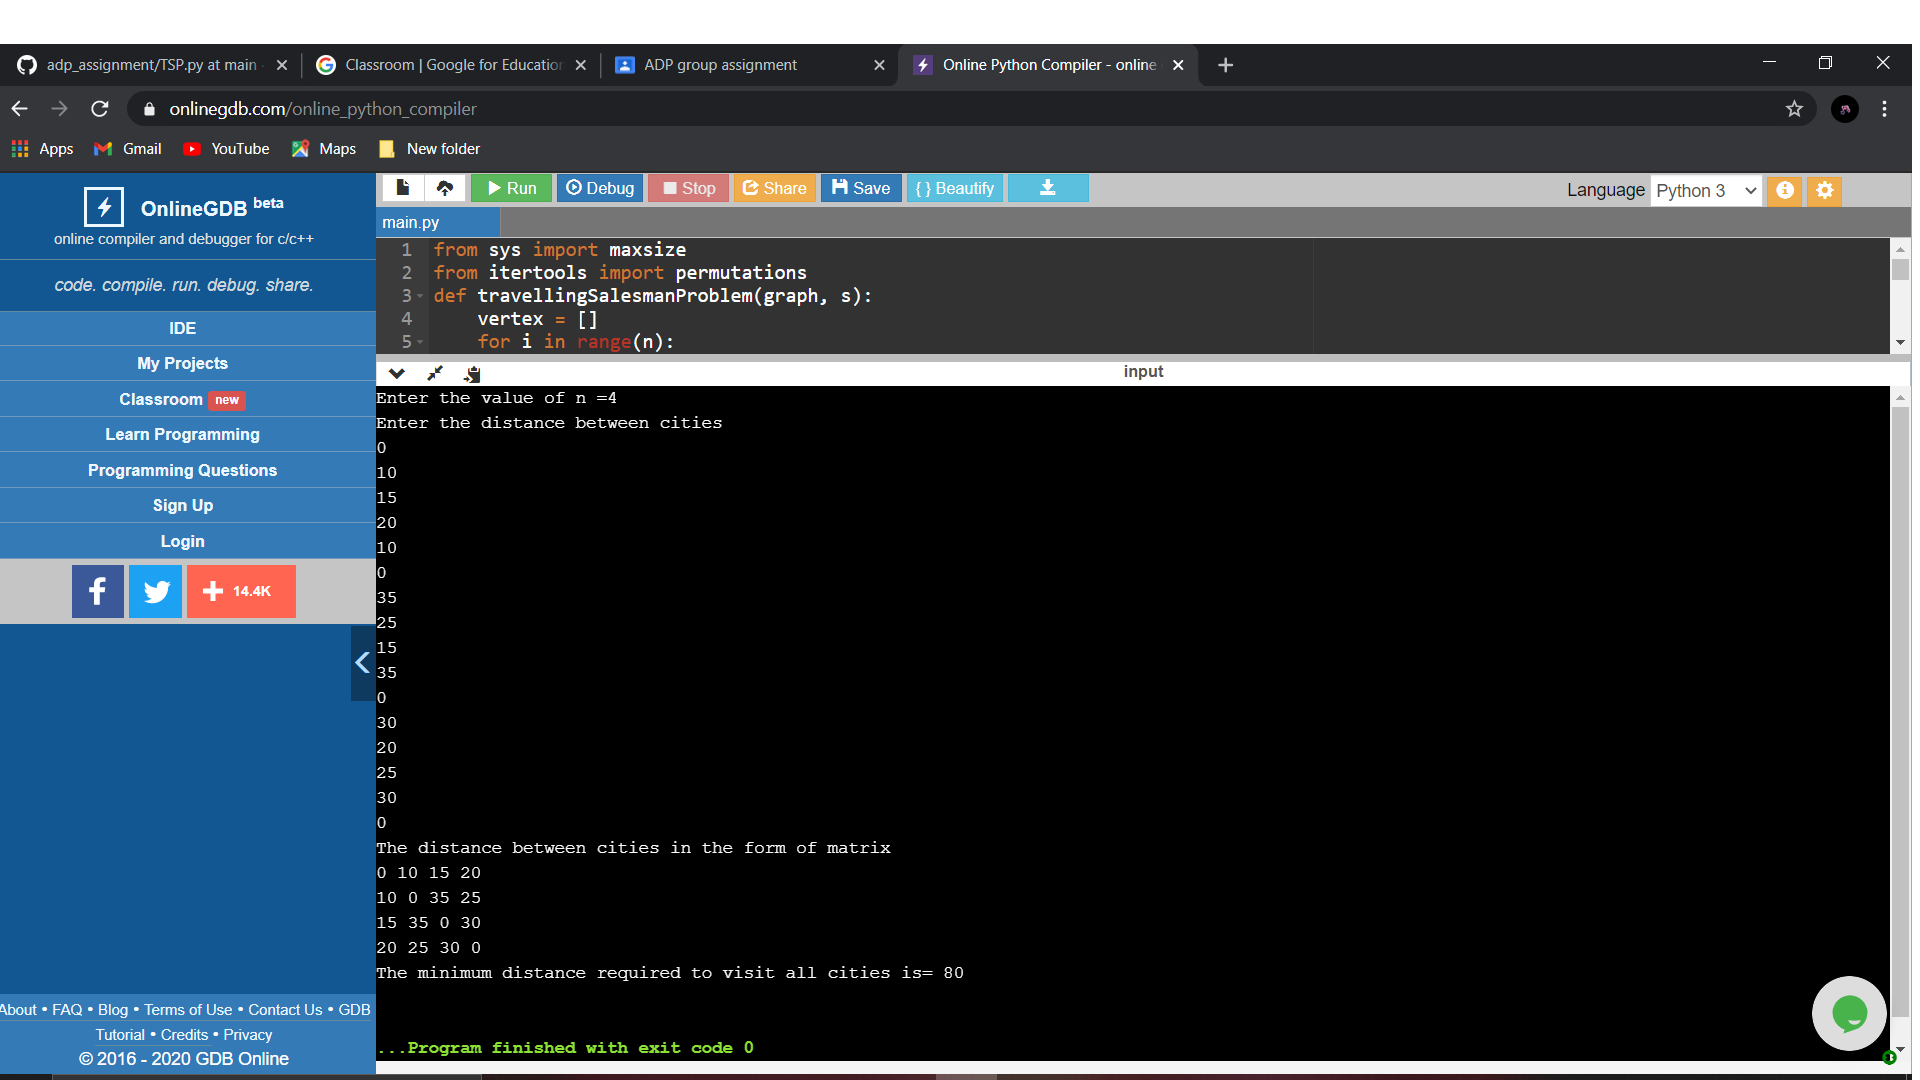 adp_assignment/TSP.py at main
Classroom | Google for Education
ADP group assignment
Online Python Compiler - online
onlinegdb.com/online_python_compiler
Apps
Gmail
YouTube
Maps
New folder
OnlineGDB beta
online compiler and debugger for c/c++
code. compile. run. debug. share.
IDE
My Projects
Classroom new
Learn Programming
Programming Questions
Sign Up
Login
f
14.4K
About • FAQ • Blog • Terms of Use • Contact Us • GDB
Tutorial • Credits • Privacy
© 2016 - 2020 GDB Online
Run Debug Stop Share Save { } Beautify
Language Python 3
main.py
1 from sys import maxsize
2 from itertools import permutations
3 def travellingSalesmanProblem(graph, s):
4 vertex = []
5 for i in range(n):
input
Enter the value of n =4
Enter the distance between cities
0
10
15
20
10
0
35
25
15
35
0
30
20
25
30
0
The distance between cities in the form of matrix
0 10 15 20
10 0 35 25
15 35 0 30
20 25 30 0
The minimum distance required to visit all cities is= 80
...Program finished with exit code 0